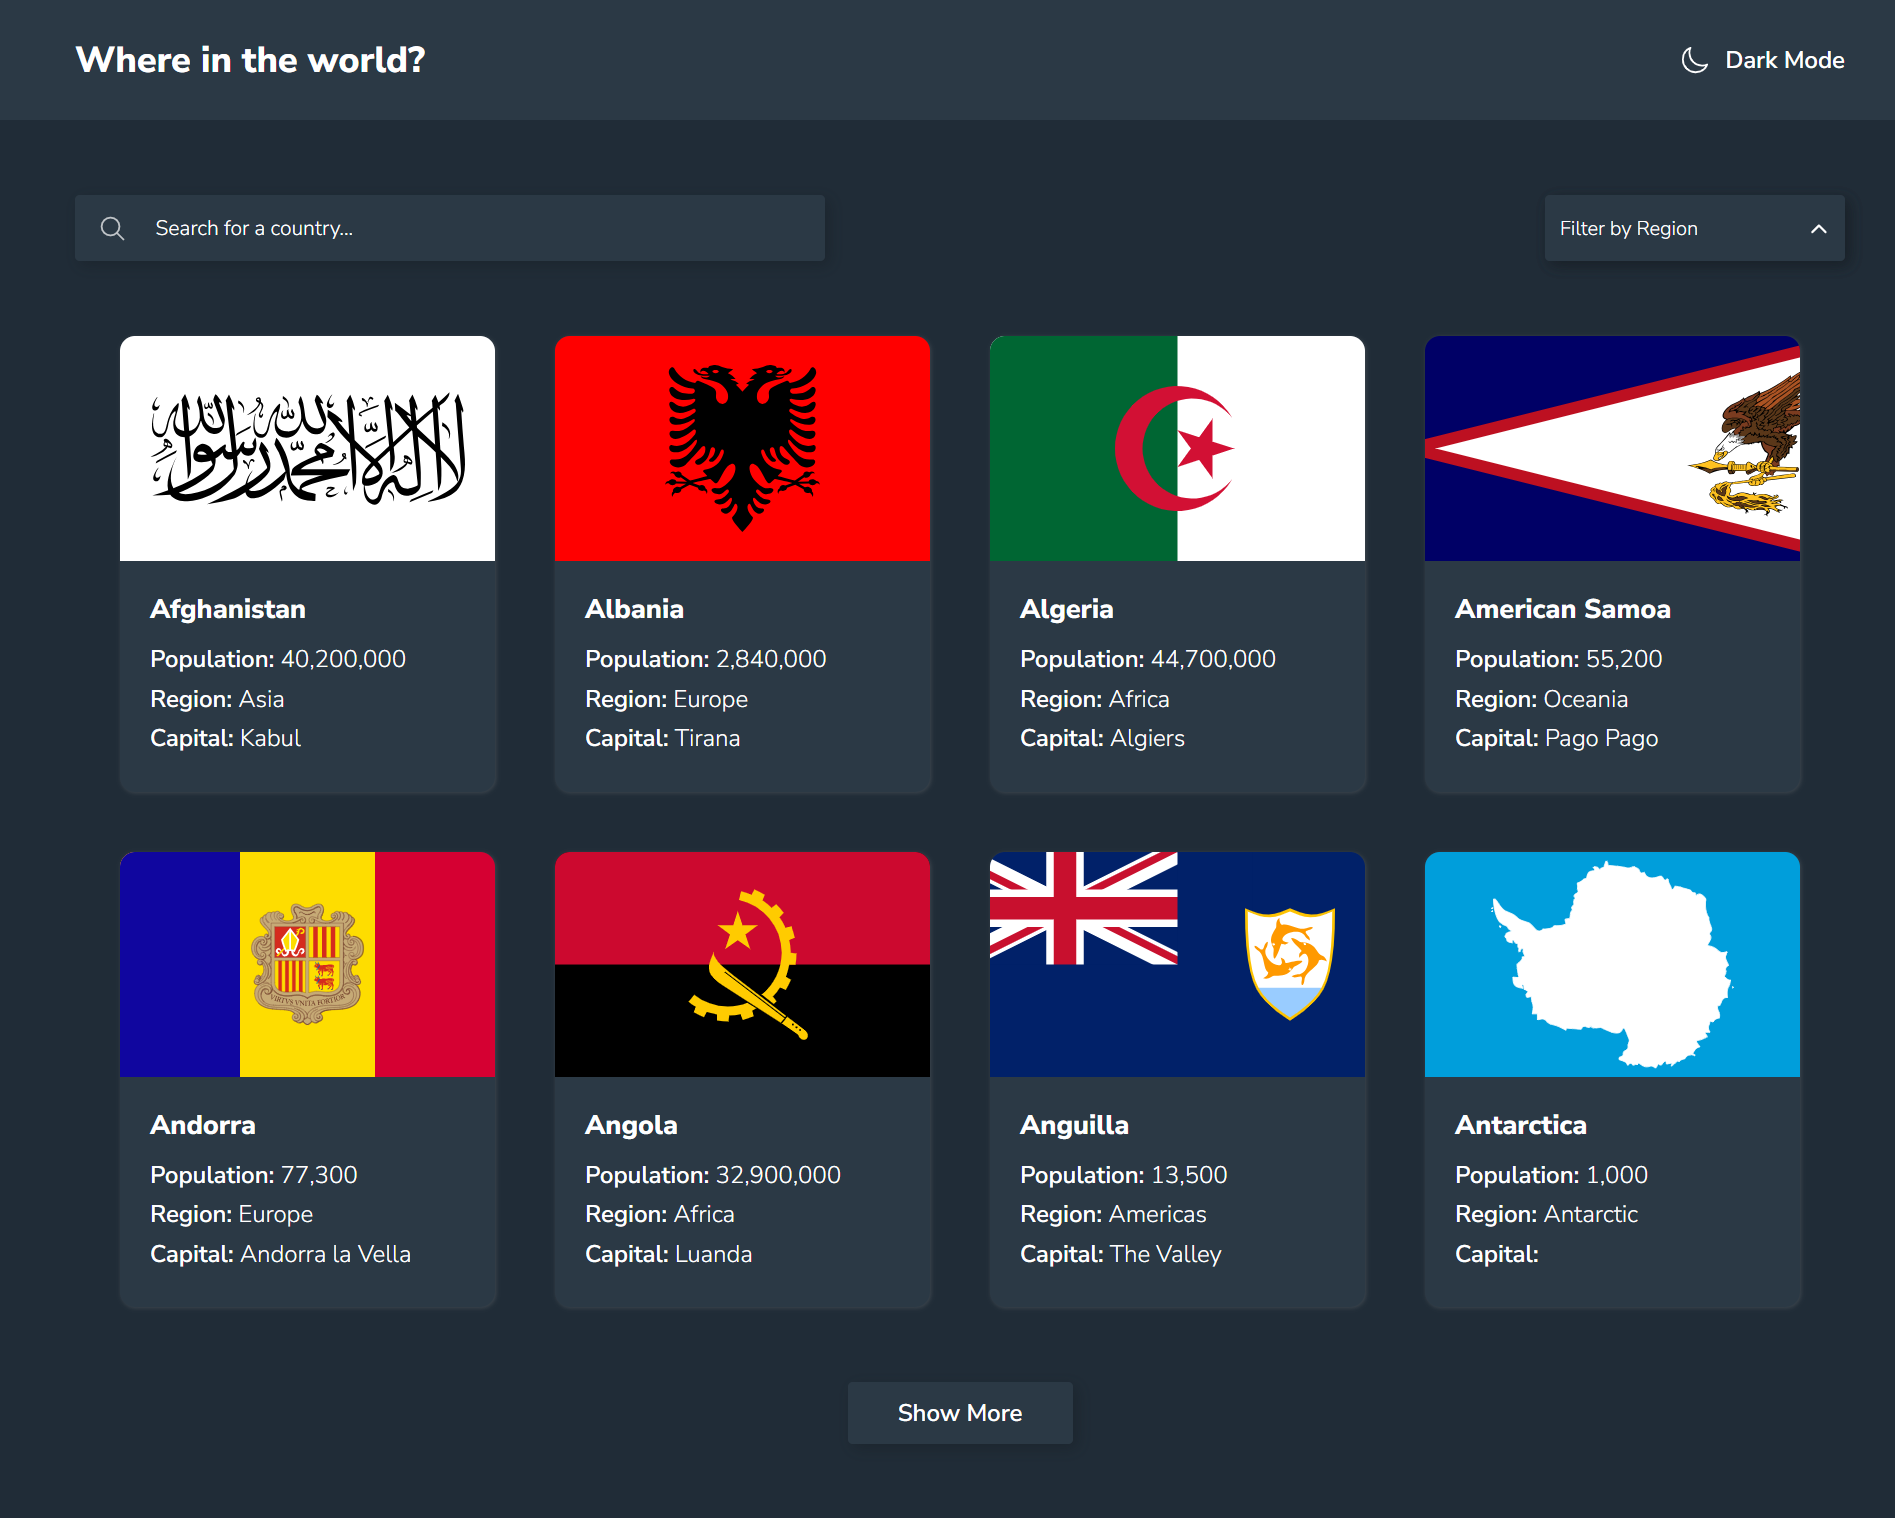 Where in the world?
Dark Mode
Search for a country...
Filter by Region
لا إله إلا الله محمد رسول الله
Afghanistan
Population: 40,200,000
Region: Asia
Capital: Kabul
Albania
Population: 2,840,000
Region: Europe
Capital: Tirana
Algeria
Population: 44,700,000
Region: Africa
Capital: Algiers
American Samoa
Population: 55,200
Region: Oceania
Capital: Pago Pago
VIRTVS VNITA FORTIOR
Andorra
Population: 77,300
Region: Europe
Capital: Andorra la Vella
Angola
Population: 32,900,000
Region: Africa
Capital: Luanda
Anguilla
Population: 13,500
Region: Americas
Capital: The Valley
Antarctica
Population: 1,000
Region: Antarctic
Capital:
Show More